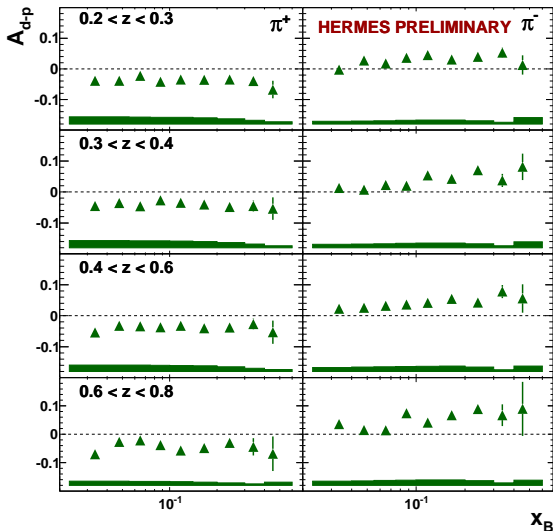 A_{d-p}
0.2 < z < 0.3 π⁺ HERMES PRELIMINARY π⁻
0.1
0
-0.1
0.3 < z < 0.4
0.1
0
-0.1
0.4 < z < 0.6
0.1
0
-0.1
0.6 < z < 0.8
0.1
0
-0.1
10⁻¹ 10⁻¹
x_B